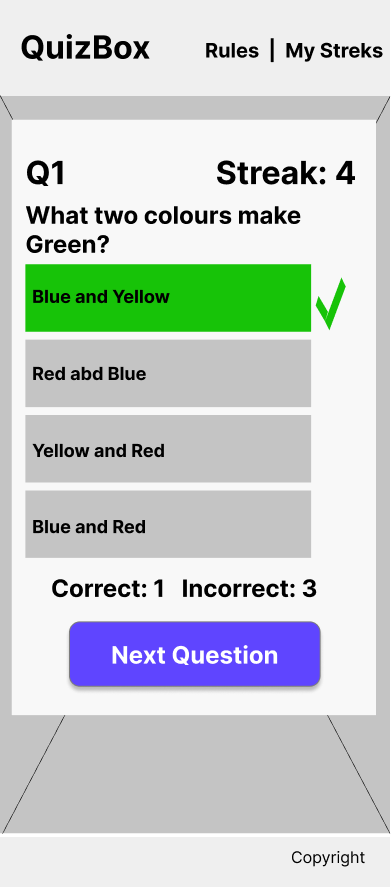 QuizBox
Rules | My Streks
Q1
Streak: 4
What two colours make
Green?
Blue and Yellow
Red abd Blue
Yellow and Red
Blue and Red
Correct: 1 Incorrect: 3
Next Question
Copyright